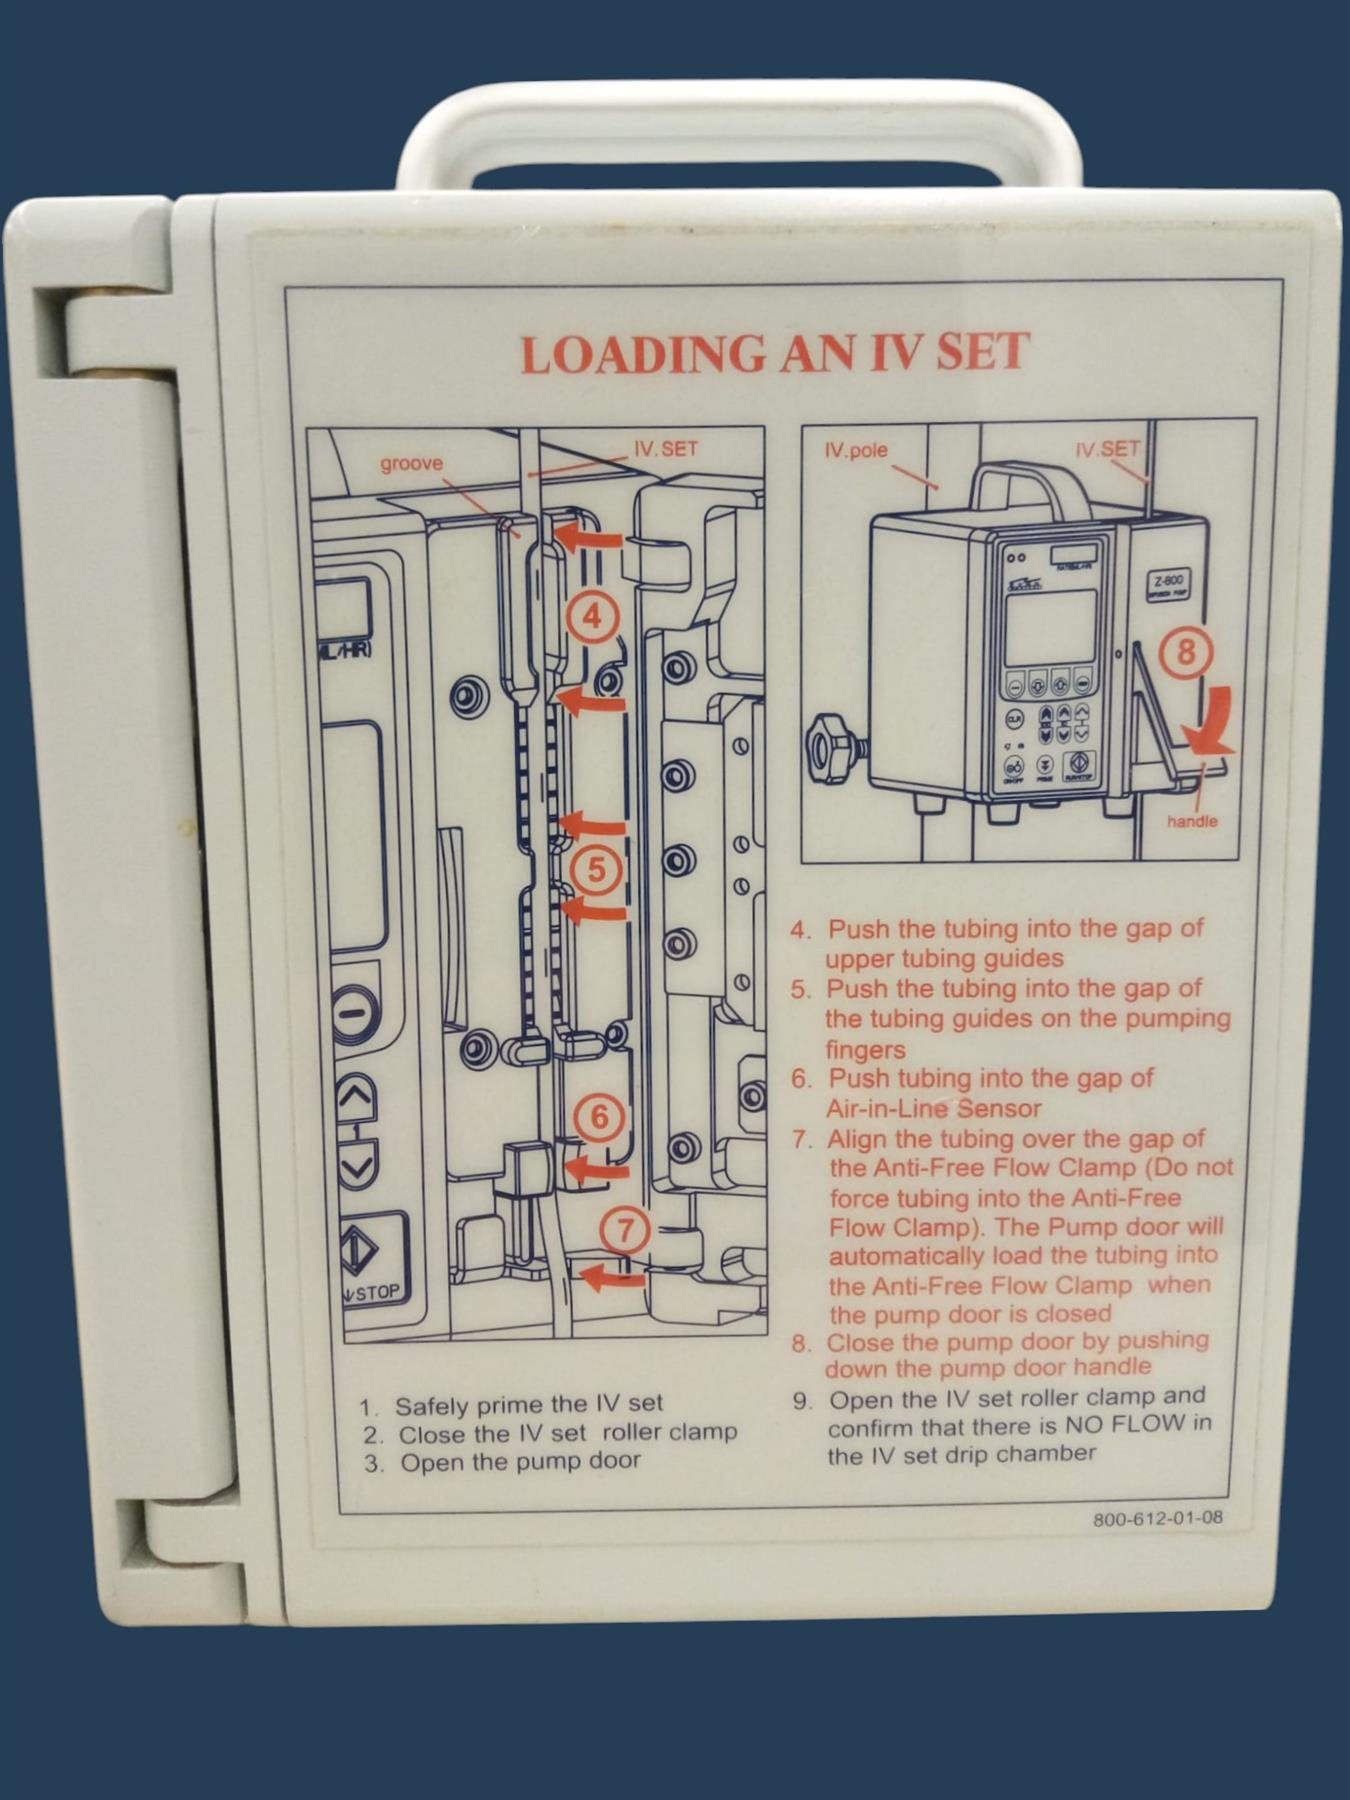 LOADING AN IV SET
groove
IV.SET
4
5
6
7
STOP
IV.pole
IV.SET
Z-800
INFUSION PUMP
CLR
ON/OFF
PRIME
8
handle
1. Safely prime the IV set
2. Close the IV set roller clamp
3. Open the pump door
4. Push the tubing into the gap of
upper tubing guides
5. Push the tubing into the gap of
the tubing guides on the pumping
fingers
6. Push tubing into the gap of
Air-in-Line Sensor
7. Align the tubing over the gap of
the Anti-Free Flow Clamp (Do not
force tubing into the Anti-Free
Flow Clamp). The Pump door will
automatically load the tubing into
the Anti-Free Flow Clamp when
the pump door is closed
8. Close the pump door by pushing
down the pump door handle
9. Open the IV set roller clamp and
confirm that there is NO FLOW in
the IV set drip chamber
800-612-01-08